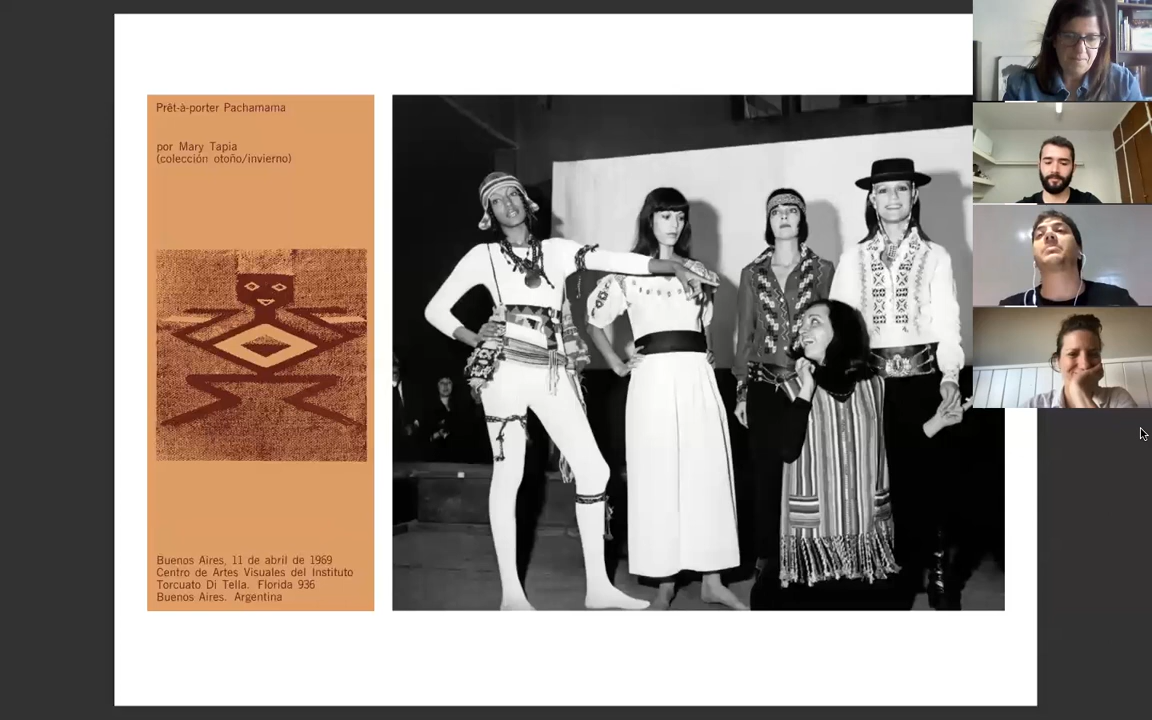 Prêt-à-porter Pachamama
por Mary Tapia
(colección otoño/invierno)
Buenos Aires, 11 de abril de 1969
Centro de Artes Visuales del Instituto
Torcuato Di Tella. Florida 936
Buenos Aires. Argentina